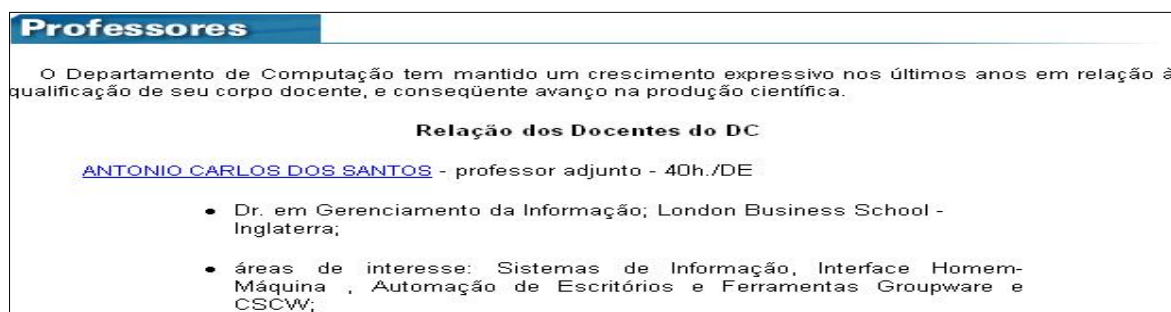 Professores
O Departamento de Computação tem mantido um crescimento expressivo nos últimos anos em relação à
qualificação de seu corpo docente, e conseqüente avanço na produção científica.
Relação dos Docentes do DC
ANTONIO CARLOS DOS SANTOS - professor adjunto - 40h./DE
• Dr. em Gerenciamento da Informação; London Business School -
Inglaterra;
• áreas de interesse: Sistemas de Informação, Interface Homem-
Máquina , Automação de Escritórios e Ferramentas Groupware e
CSCW;